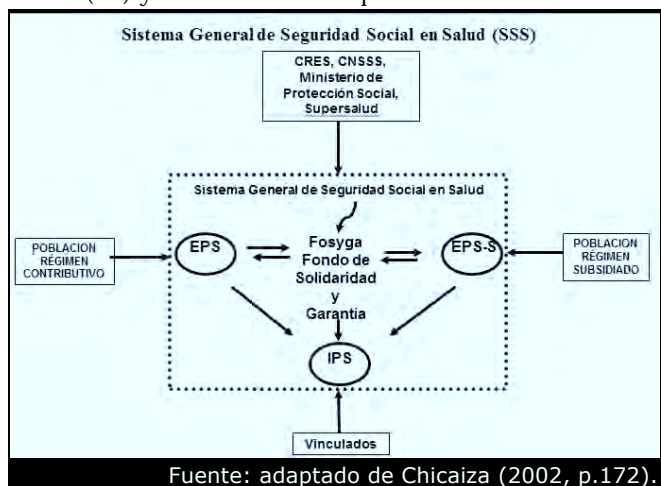 Sistema General de Seguridad Social en Salud (SSS)
CRES, CNSSS,
Ministerio de
Protección Social,
Supersalud
Sistema General de Seguridad Social en Salud
POBLACION
RÉGIMEN
CONTRIBUTIVO
EPS
Fosyga
Fondo de
Solidaridad
y
Garantía
EPS-S
POBLACION
RÉGIMEN
SUBSIDIADO
IPS
Vinculados
Fuente: adaptado de Chicaiza (2002, p.172).